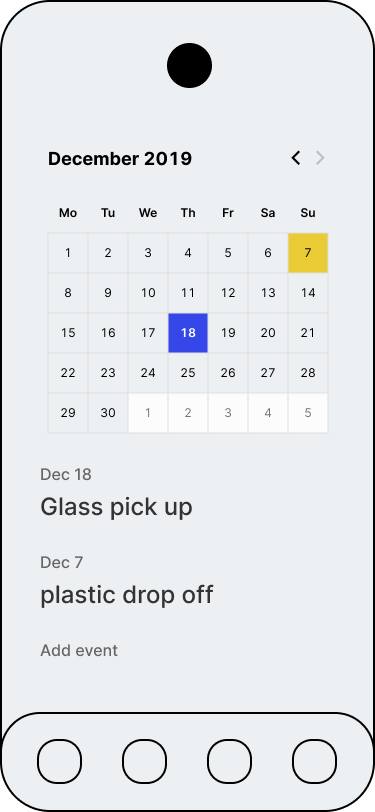 December 2019
Mo Tu We Th Fr Sa Su
1 2 3 4 5 6 7
8 9 10 11 12 13 14
15 16 17 18 19 20 21
22 23 24 25 26 27 28
29 30 1 2 3 4 5
Dec 18
Glass pick up
Dec 7
plastic drop off
Add event